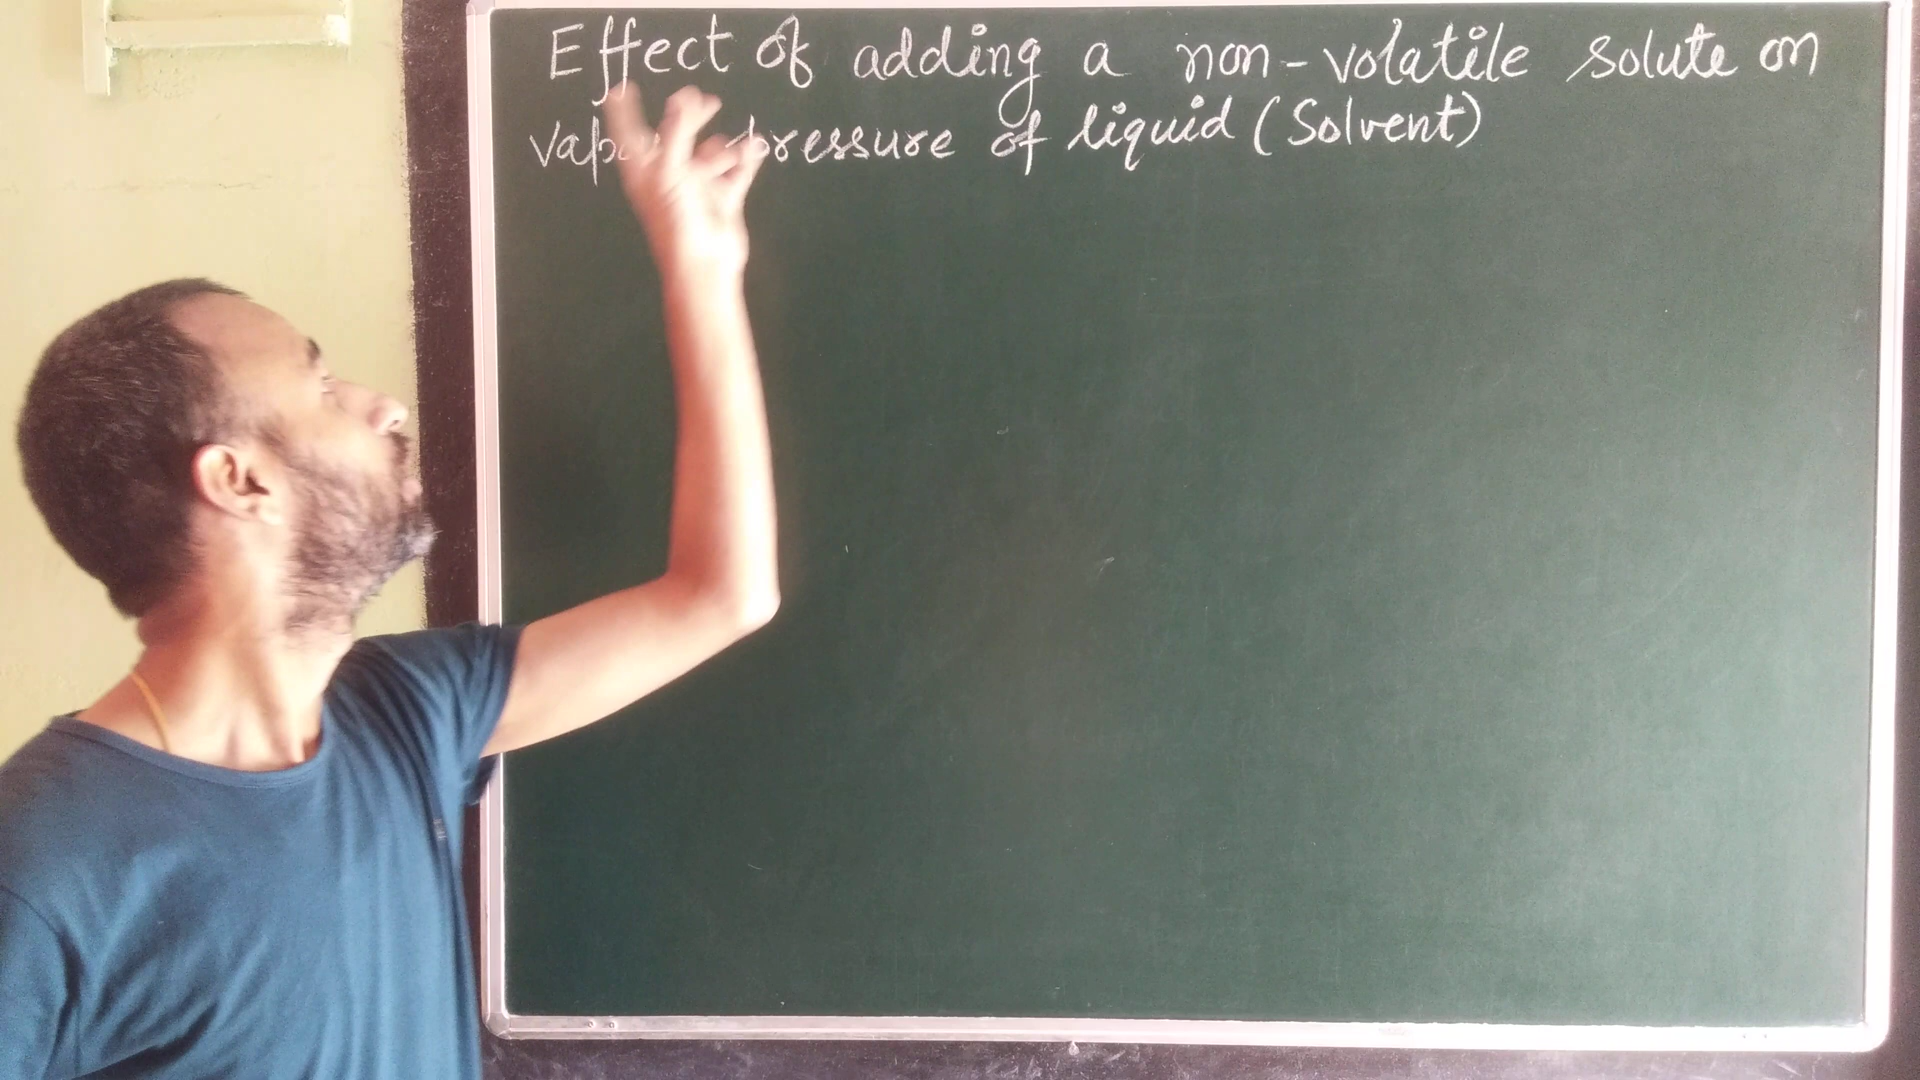 Effect of adding a non-volatile solute on
pressure of liquid (Solvent)